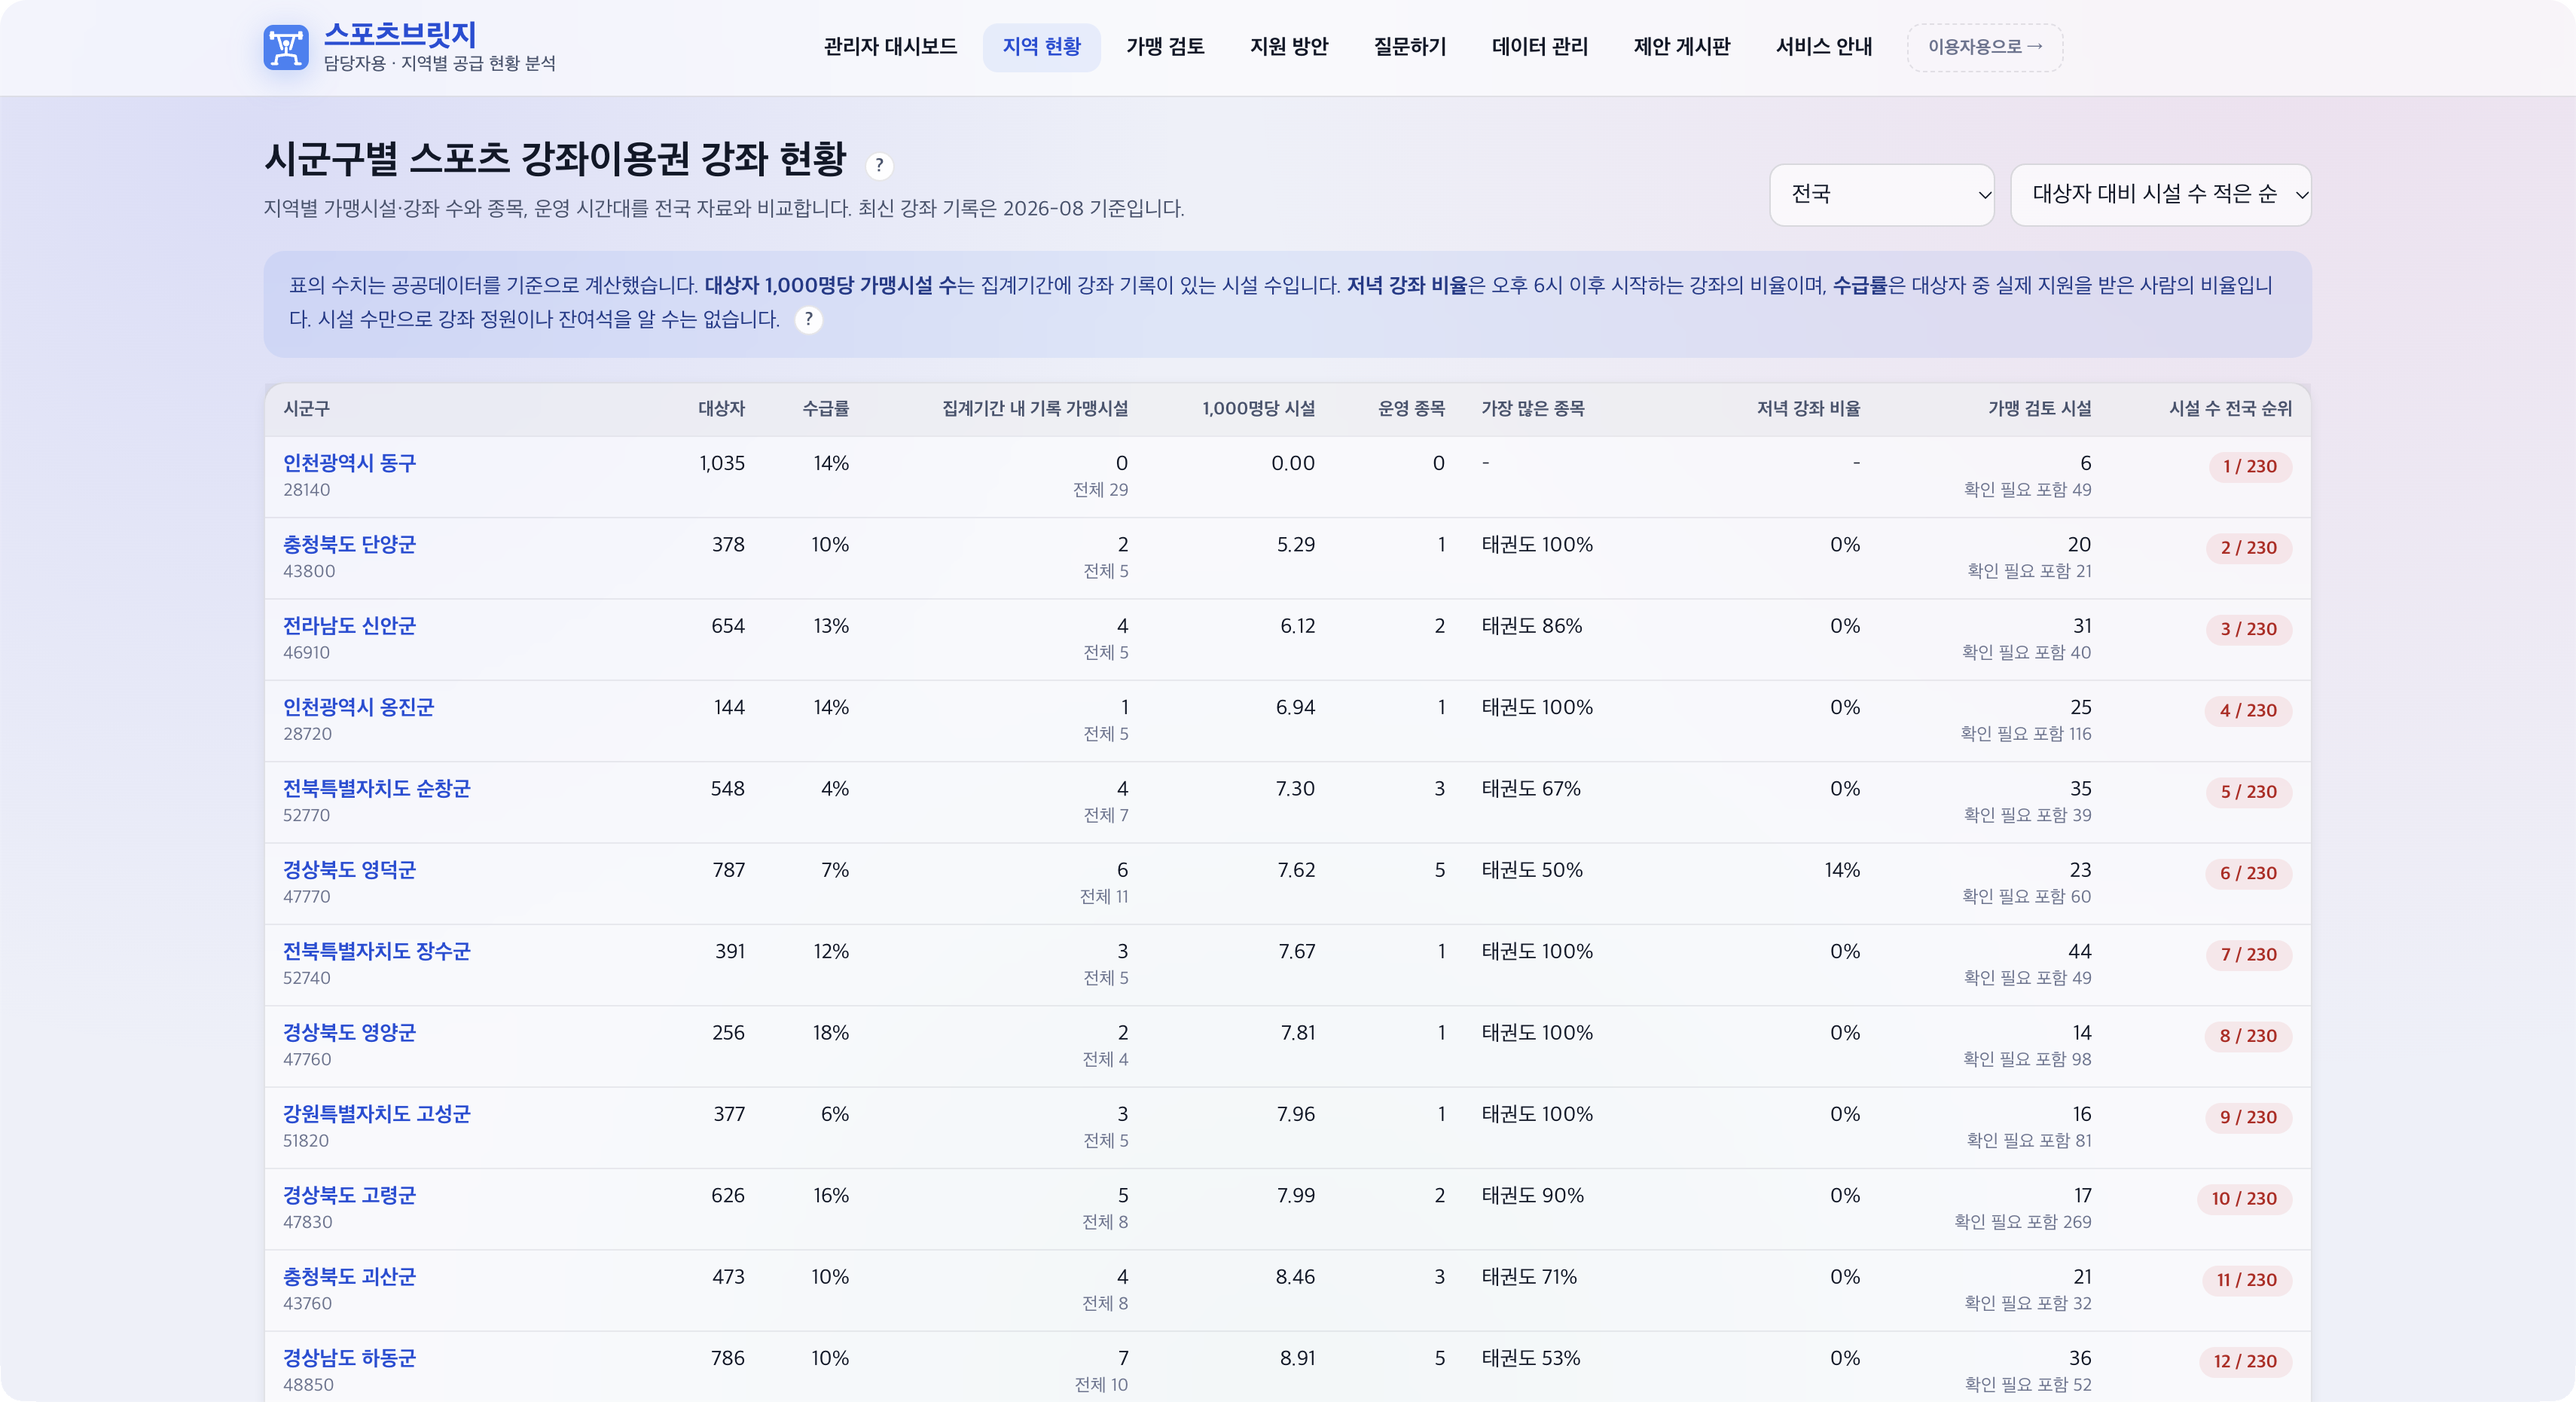 스포츠브릿지
담당자용 · 지역별 공급 현황 분석
관리자 대시보드 지역 현황 가맹 검토 지원 방안 질문하기 데이터 관리 제안 게시판 서비스 안내 이용자용으로 →
시군구별 스포츠 강좌이용권 강좌 현황 ?
지역별 가맹시설·강좌 수와 종목, 운영 시간대를 전국 자료와 비교합니다. 최신 강좌 기록은 2026-08 기준입니다.
전국 대상자 대비 시설 수 적은 순
표의 수치는 공공데이터를 기준으로 계산했습니다. 대상자 1,000명당 가맹시설 수는 집계기간에 강좌 기록이 있는 시설 수입니다. 저녁 강좌 비율은 오후 6시 이후 시작하는 강좌의 비율이며, 수급률은 대상자 중 실제 지원을 받은 사람의 비율입니
다. 시설 수만으로 강좌 정원이나 잔여석을 알 수는 없습니다. ?
시군구 대상자 수급률 집계기간 내 기록 가맹시설 1,000명당 시설 운영 종목 가장 많은 종목 저녁 강좌 비율 가맹 검토 시설 시설 수 전국 순위
인천광역시 동구 1,035 14% 0 0.00 0 - - 6 1 / 230
28140 전체 29 확인 필요 포함 49
충청북도 단양군 378 10% 2 5.29 1 태권도 100% 0% 20 2 / 230
43800 전체 5 확인 필요 포함 21
전라남도 신안군 654 13% 4 6.12 2 태권도 86% 0% 31 3 / 230
46910 전체 5 확인 필요 포함 40
인천광역시 옹진군 144 14% 1 6.94 1 태권도 100% 0% 25 4 / 230
28720 전체 5 확인 필요 포함 116
전북특별자치도 순창군 548 4% 4 7.30 3 태권도 67% 0% 35 5 / 230
52770 전체 7 확인 필요 포함 39
경상북도 영덕군 787 7% 6 7.62 5 태권도 50% 14% 23 6 / 230
47770 전체 11 확인 필요 포함 60
전북특별자치도 장수군 391 12% 3 7.67 1 태권도 100% 0% 44 7 / 230
52740 전체 5 확인 필요 포함 49
경상북도 영양군 256 18% 2 7.81 1 태권도 100% 0% 14 8 / 230
47760 전체 4 확인 필요 포함 98
강원특별자치도 고성군 377 6% 3 7.96 1 태권도 100% 0% 16 9 / 230
51820 전체 5 확인 필요 포함 81
경상북도 고령군 626 16% 5 7.99 2 태권도 90% 0% 17 10 / 230
47830 전체 8 확인 필요 포함 269
충청북도 괴산군 473 10% 4 8.46 3 태권도 71% 0% 21 11 / 230
43760 전체 8 확인 필요 포함 32
경상남도 하동군 786 10% 7 8.91 5 태권도 53% 0% 36 12 / 230
48850 전체 10 확인 필요 포함 52